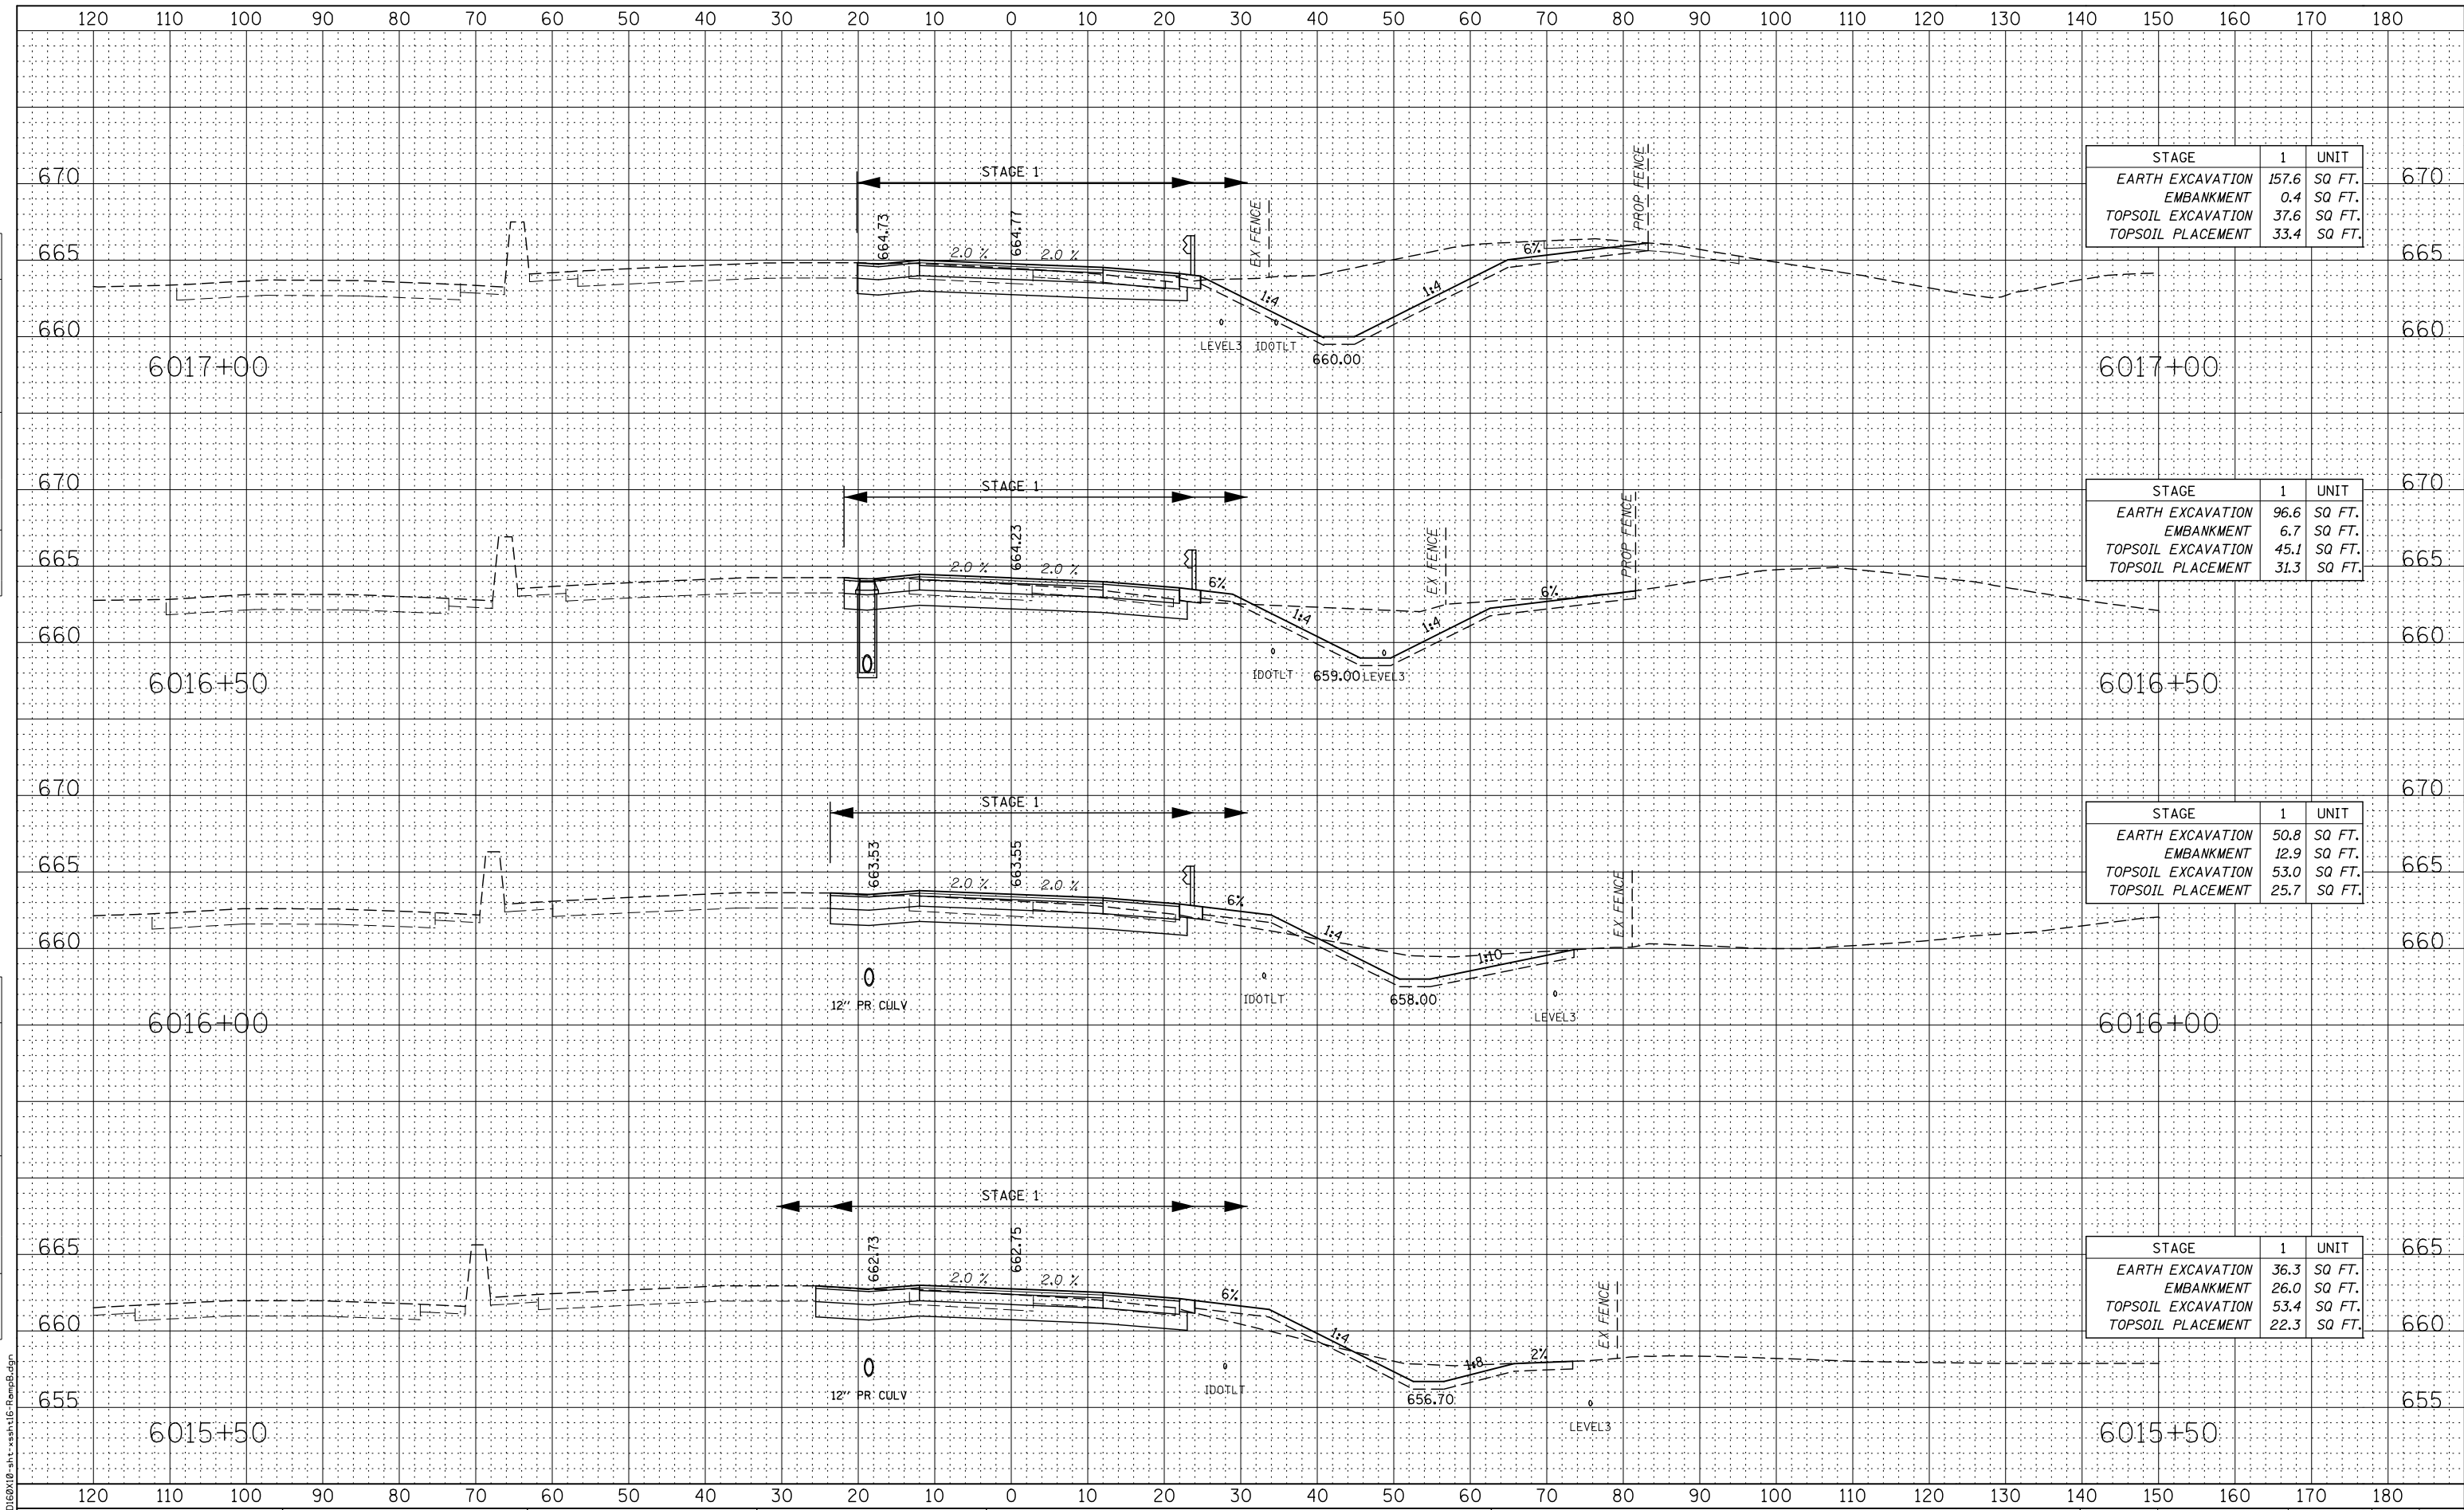 120 110 100 90 80 70 60 50 40 30 20 10 0 10 20 30 40 50 60 70 80 90 100 110 120 130 140 150 160 170 180
670 670
665 665
660 660
STAGE 1
664.73
664.77
2.0 % 2.0 %
EX FENCE
PROP FENCE
1:4 1:4 6%
LEVEL3 IDOTLT
660.00
6017+00 6017+00
STAGE 1 UNIT
EARTH EXCAVATION 157.6 SQ FT.
EMBANKMENT 0.4 SQ FT.
TOPSOIL EXCAVATION 37.6 SQ FT.
TOPSOIL PLACEMENT 33.4 SQ FT.
670 670
665 665
660 660
STAGE 1
664.23
2.0 % 2.0 %
6%
EX FENCE
PROP FENCE
1:4 1:4 6%
IDOTLT 659.00 LEVEL3
6016+50 6016+50
STAGE 1 UNIT
EARTH EXCAVATION 96.6 SQ FT.
EMBANKMENT 6.7 SQ FT.
TOPSOIL EXCAVATION 45.1 SQ FT.
TOPSOIL PLACEMENT 31.3 SQ FT.
670 670
665 665
660 660
STAGE 1
663.53
663.55
2.0 % 2.0 %
6%
EX FENCE
1:4 1:10
12" PR CULV
IDOTLT
658.00
LEVEL3
6016+00 6016+00
STAGE 1 UNIT
EARTH EXCAVATION 50.8 SQ FT.
EMBANKMENT 12.9 SQ FT.
TOPSOIL EXCAVATION 53.0 SQ FT.
TOPSOIL PLACEMENT 25.7 SQ FT.
665 665
660 660
655 655
STAGE 1
662.73
662.75
2.0 % 2.0 %
6%
EX FENCE
1:4 1:8 2%
12" PR CULV
IDOTLT
656.70
LEVEL3
6015+50 6015+50
STAGE 1 UNIT
EARTH EXCAVATION 36.3 SQ FT.
EMBANKMENT 26.0 SQ FT.
TOPSOIL EXCAVATION 53.4 SQ FT.
TOPSOIL PLACEMENT 22.3 SQ FT.
D160X10-sht-xssht16-RampB.dgn
120 110 100 90 80 70 60 50 40 30 20 10 0 10 20 30 40 50 60 70 80 90 100 110 120 130 140 150 160 170 180